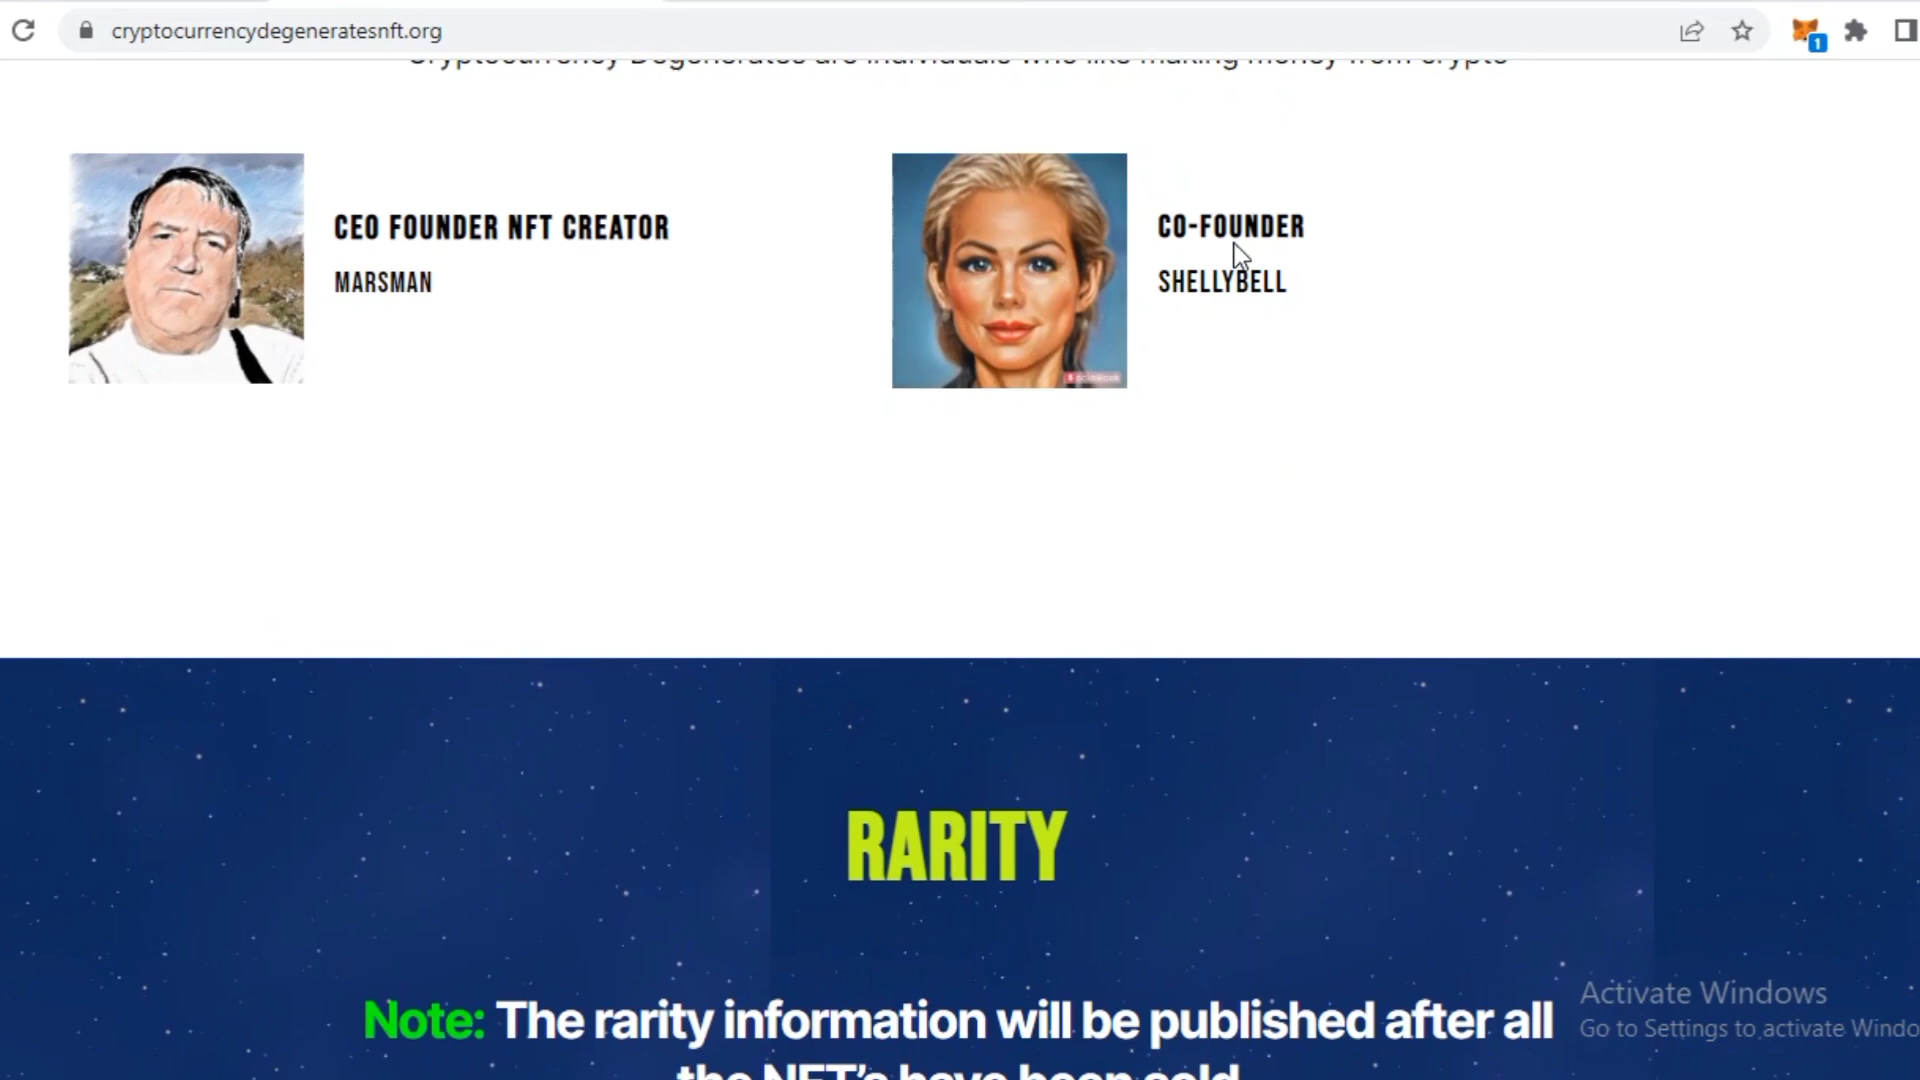 cryptocurrencydegeneratesnft.org
1
Cryptocurrency Degenerates are individuals who like making money from crypto
CEO FOUNDER NFT CREATOR
MARSMAN
CO-FOUNDER
SHELLYBELL
RARITY
Note: The rarity information will be published after all
the NFT's have been sold
Activate Windows
Go to Settings to activate Windo